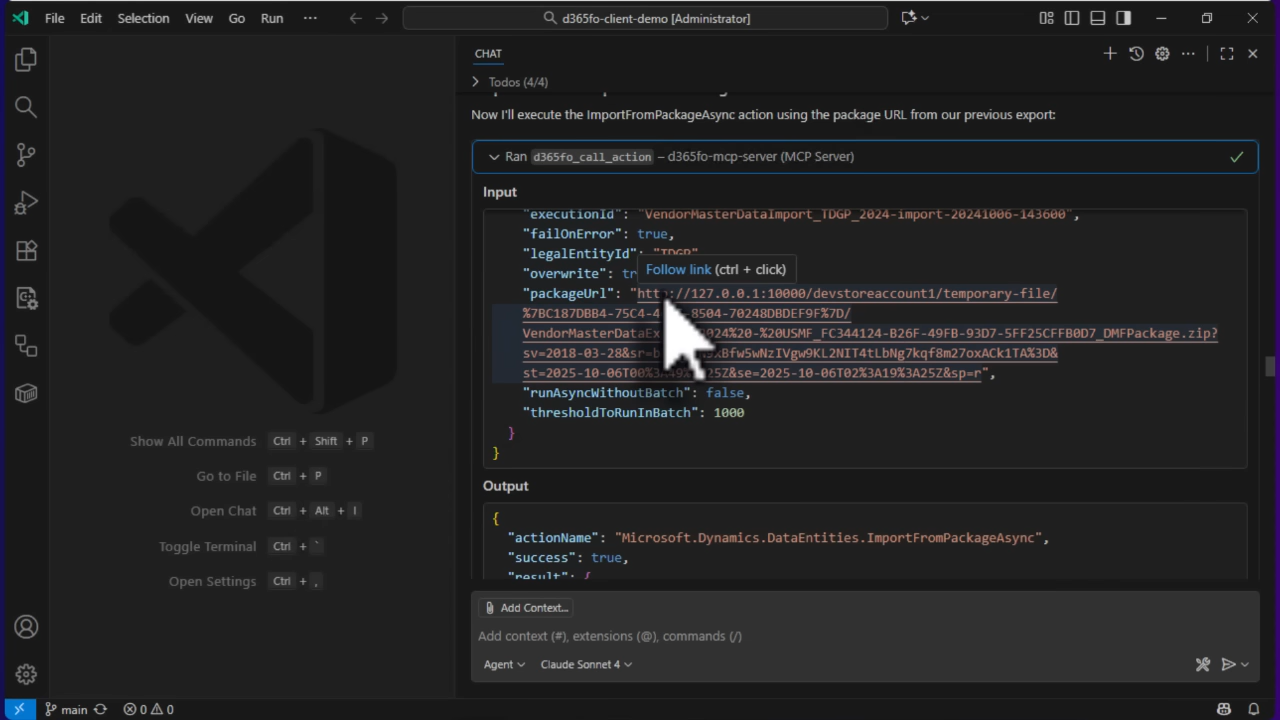 File Edit Selection View Go Run ···
d365fo-client-demo [Administrator]
CHAT
Todos (4/4)
Now I'll execute the ImportFromPackageAsync action using the package URL from our previous export:
Ran d365fo_call_action – d365fo-mcp-server (MCP Server)
Input
"executionId": "VendorMasterDataImport_TDGP_2024-import-20241006-143600",
"failOnError": true,
"legalEntityId": "TDGP"
"overwrite":
Follow link (ctrl + click)
"packageUrl": "http://127.0.0.1:10000/devstoreaccount1/temporary-file/
%7BC187DBB4-75C4-4 -8504-70248DBDEF9F%7D/
VendorMasterDataEx 2024%20-%20USMF_FC344124-B26F-49FB-93D7-5FF25CFFB0D7_DMFPackage.zip?
sv=2018-03-28&sr=b xBfw5wNzIVgw9KL2NIT4tLbNg7kqf8m27oxACk1TA%3D&
st=2025-10-06T00%3A49%3A25Z&se=2025-10-06T02%3A19%3A25Z&sp=r",
"runAsyncWithoutBatch": false,
"thresholdToRunInBatch": 1000
}
}
Output
{
"actionName": "Microsoft.Dynamics.DataEntities.ImportFromPackageAsync",
"success": true,
"result": {
Show All Commands Ctrl + Shift + P
Go to File Ctrl + P
Open Chat Ctrl + Alt + I
Toggle Terminal Ctrl + `
Open Settings Ctrl + ,
Add Context...
Add context (#), extensions (@), commands (/)
Agent Claude Sonnet 4
main 0 0